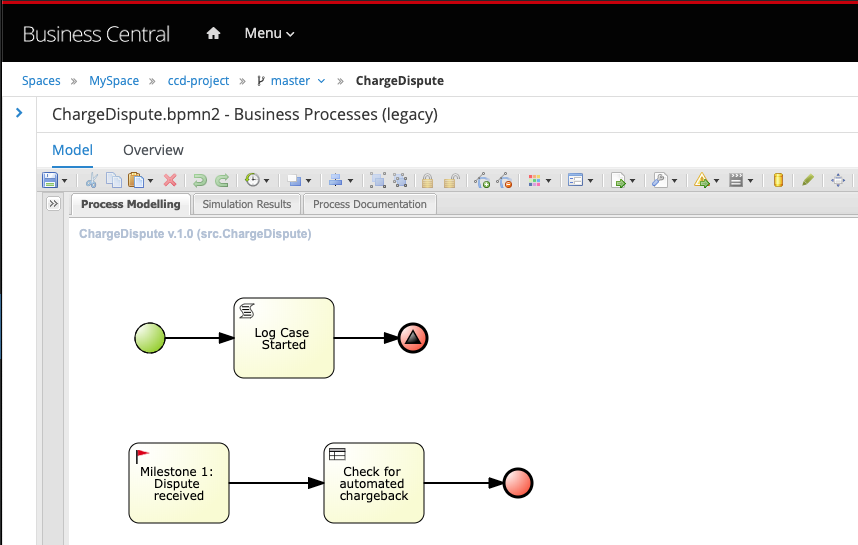 Business Central
Menu
Spaces » MySpace » ccd-project » master » ChargeDispute
ChargeDispute.bpmn2 - Business Processes (legacy)
Model Overview
Process Modelling Simulation Results Process Documentation
ChargeDispute v.1.0 (src.ChargeDispute)
Log Case
Started
Milestone 1:
Dispute
received
Check for
automated
chargeback